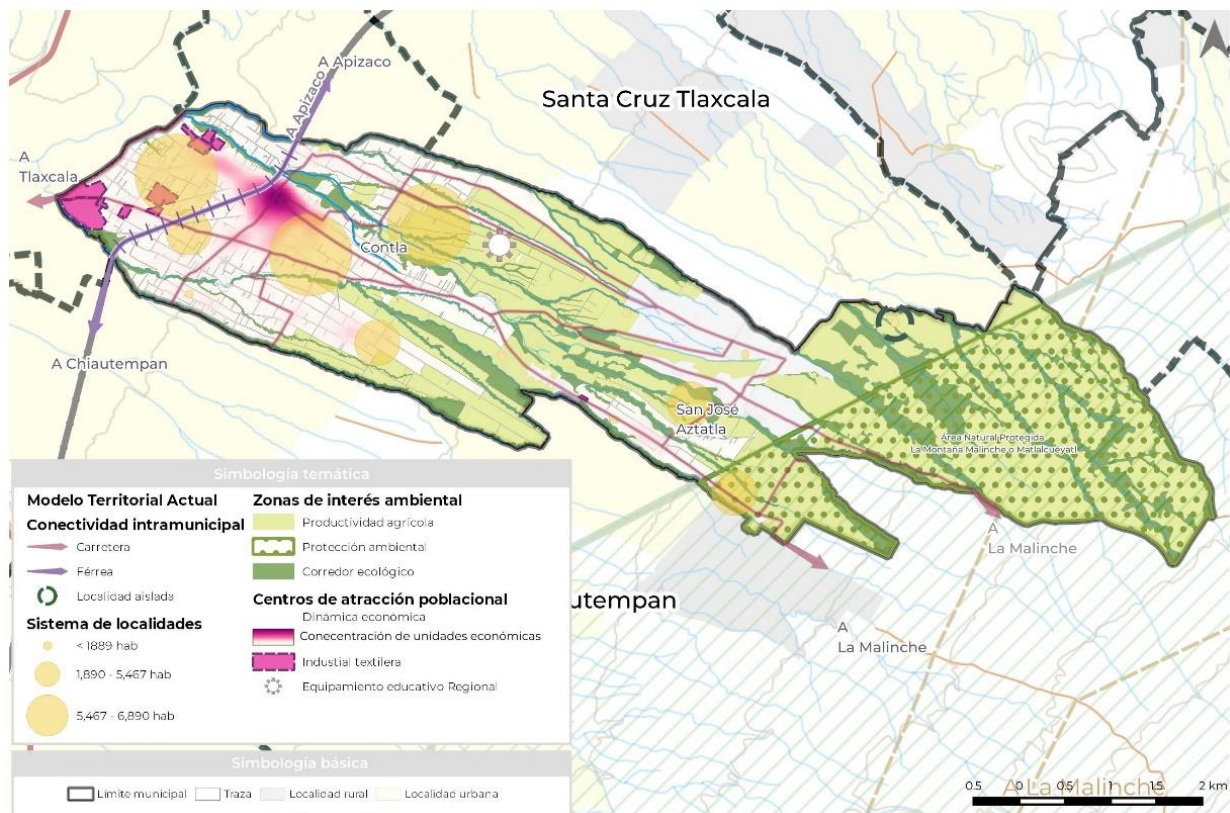 A Apizaco
A Apizaco
Santa Cruz Tlaxcala
A
Tlaxcala
Contla
A Chiautempan
San José
Aztatla
Área Natural Protegida
La Montaña Malinche o Matlalcuéyatl
A
La Malinche
utempan
A
La Malinche
Simbología temática
Modelo Territorial Actual
Conectividad intramunicipal
Carretera
Férrea
Localidad aislada
Sistema de localidades
< 1889 hab
1,890 - 5,467 hab
5,467 - 6,890 hab
Zonas de interés ambiental
Productividad agrícola
Protección ambiental
Corredor ecológico
Centros de atracción poblacional
Dinámica económica
Conecentración de unidades económicas
Industial textilera
Equipamiento educativo Regional
Simbología básica
Límite municipal
Traza
Localidad rural
Localidad urbana
A La Malinche
0.5 0 0.5 1 1.5 2 km